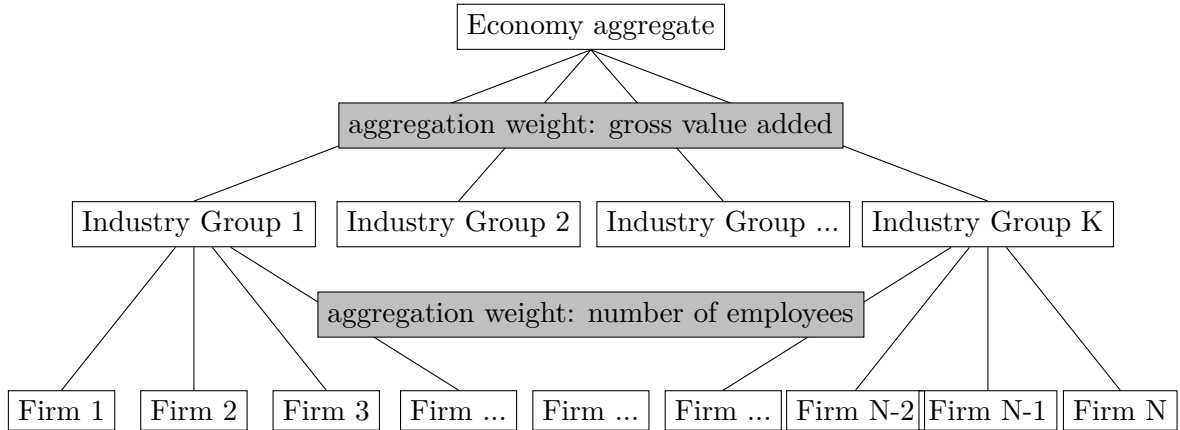 Economy aggregate
aggregation weight: gross value added
Industry Group 1
Industry Group 2
Industry Group ...
Industry Group K
aggregation weight: number of employees
Firm 1
Firm 2
Firm 3
Firm ...
Firm ...
Firm ...
Firm N-2
Firm N-1
Firm N